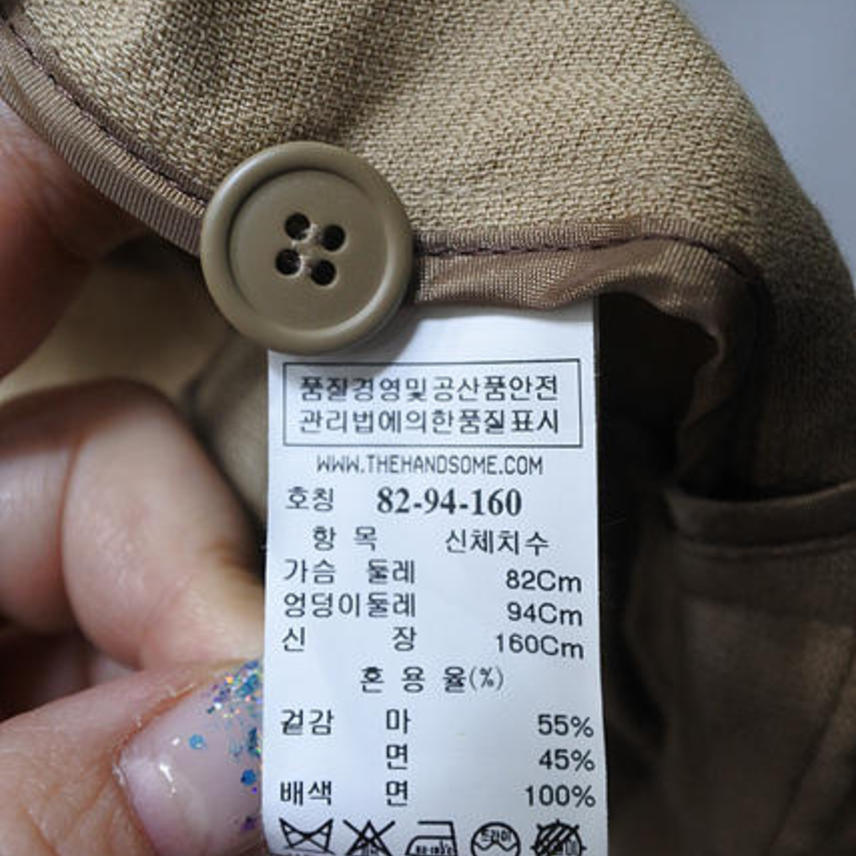 품질경영및공산품안전
관리법에의한품질표시
WWW.THEHANDSOME.COM
호칭 82-94-160
항 목 신체치수
가슴 둘레 82Cm
엉덩이둘레 94Cm
신 장 160Cm
혼 용 율(%)
겉감 마 55%
면 45%
배색 면 100%
드라이